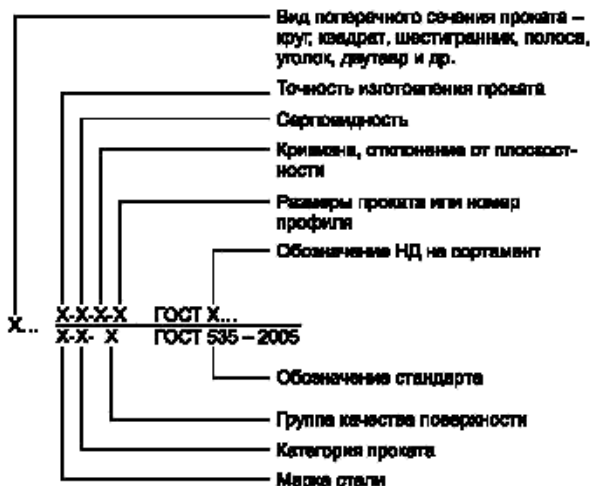 Вид поперечного сечения проката –
круг, квадрат, шестигранник, полоса,
уголок, двутавр и др.
Точность изготовления проката
Серповидность
Кривизна, отклонение от плоскост-
ности
Размеры проката или номер
профиля
Обозначение НД на сортамент
Х... Х-Х-Х-Х ГОСТ Х...
Х-Х- Х ГОСТ 535 – 2005
Обозначение стандарта
Группа качества поверхности
Категория проката
Марка стали